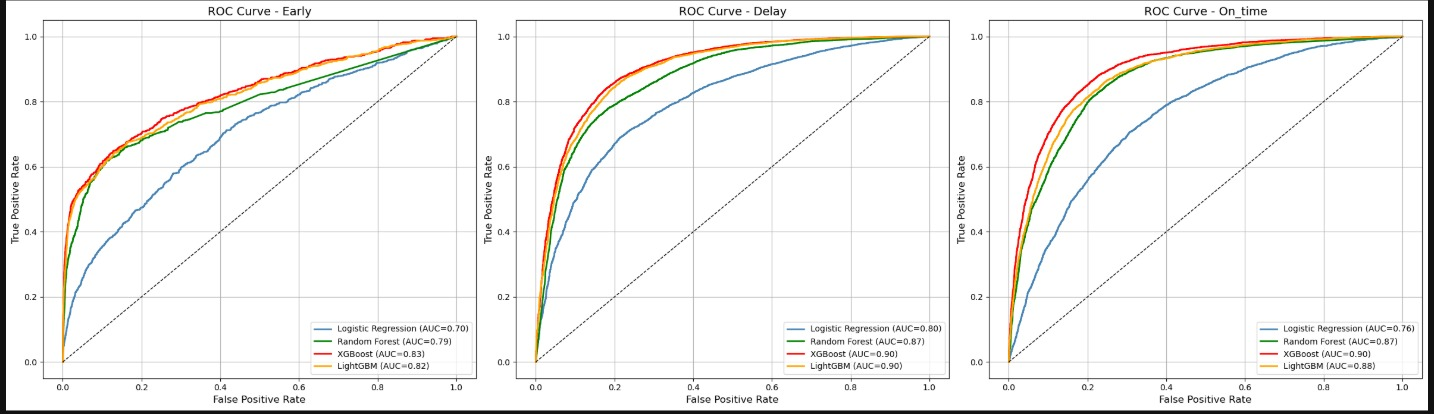 ROC Curve - Early
True Positive Rate
1.0
0.8
0.6
0.4
0.2
0.0
Logistic Regression (AUC=0.70)
Random Forest (AUC=0.79)
XGBoost (AUC=0.83)
LightGBM (AUC=0.82)
0.0 0.2 0.4 0.6 0.8 1.0
False Positive Rate
ROC Curve - Delay
True Positive Rate
1.0
0.8
0.6
0.4
0.2
0.0
Logistic Regression (AUC=0.80)
Random Forest (AUC=0.87)
XGBoost (AUC=0.90)
LightGBM (AUC=0.90)
0.0 0.2 0.4 0.6 0.8 1.0
False Positive Rate
ROC Curve - On_time
True Positive Rate
1.0
0.8
0.6
0.4
0.2
0.0
Logistic Regression (AUC=0.76)
Random Forest (AUC=0.87)
XGBoost (AUC=0.90)
LightGBM (AUC=0.88)
0.0 0.2 0.4 0.6 0.8 1.0
False Positive Rate